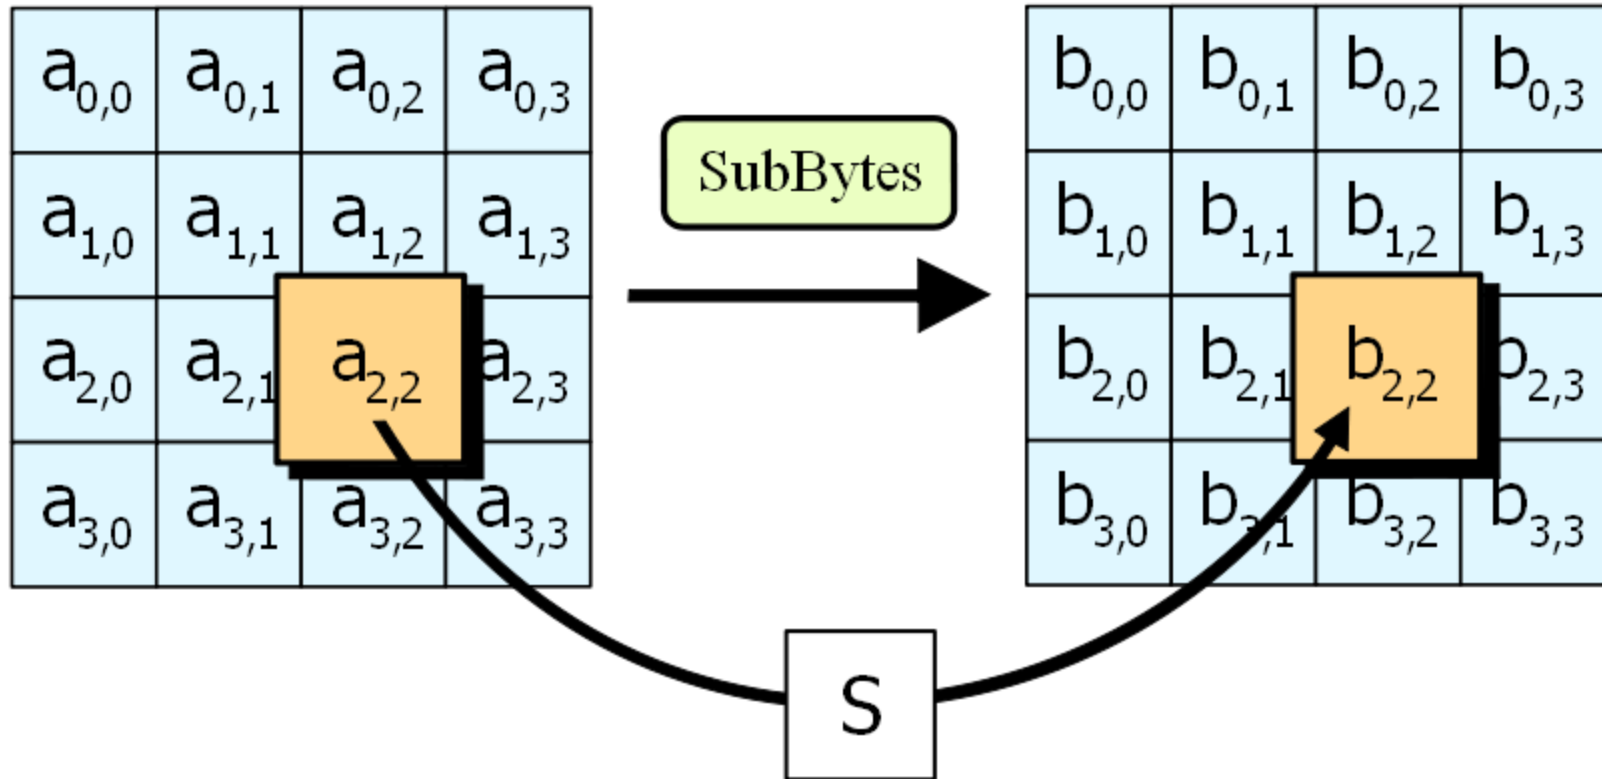 a0,0 a0,1 a0,2 a0,3
a1,0 a1,1 a1,2 a1,3
a2,0 a2,1 a2,2 a2,3
a3,0 a3,1 a3,2 a3,3
SubBytes
b0,0 b0,1 b0,2 b0,3
b1,0 b1,1 b1,2 b1,3
b2,0 b2,1 b2,2 b2,3
b3,0 b3,1 b3,2 b3,3
S